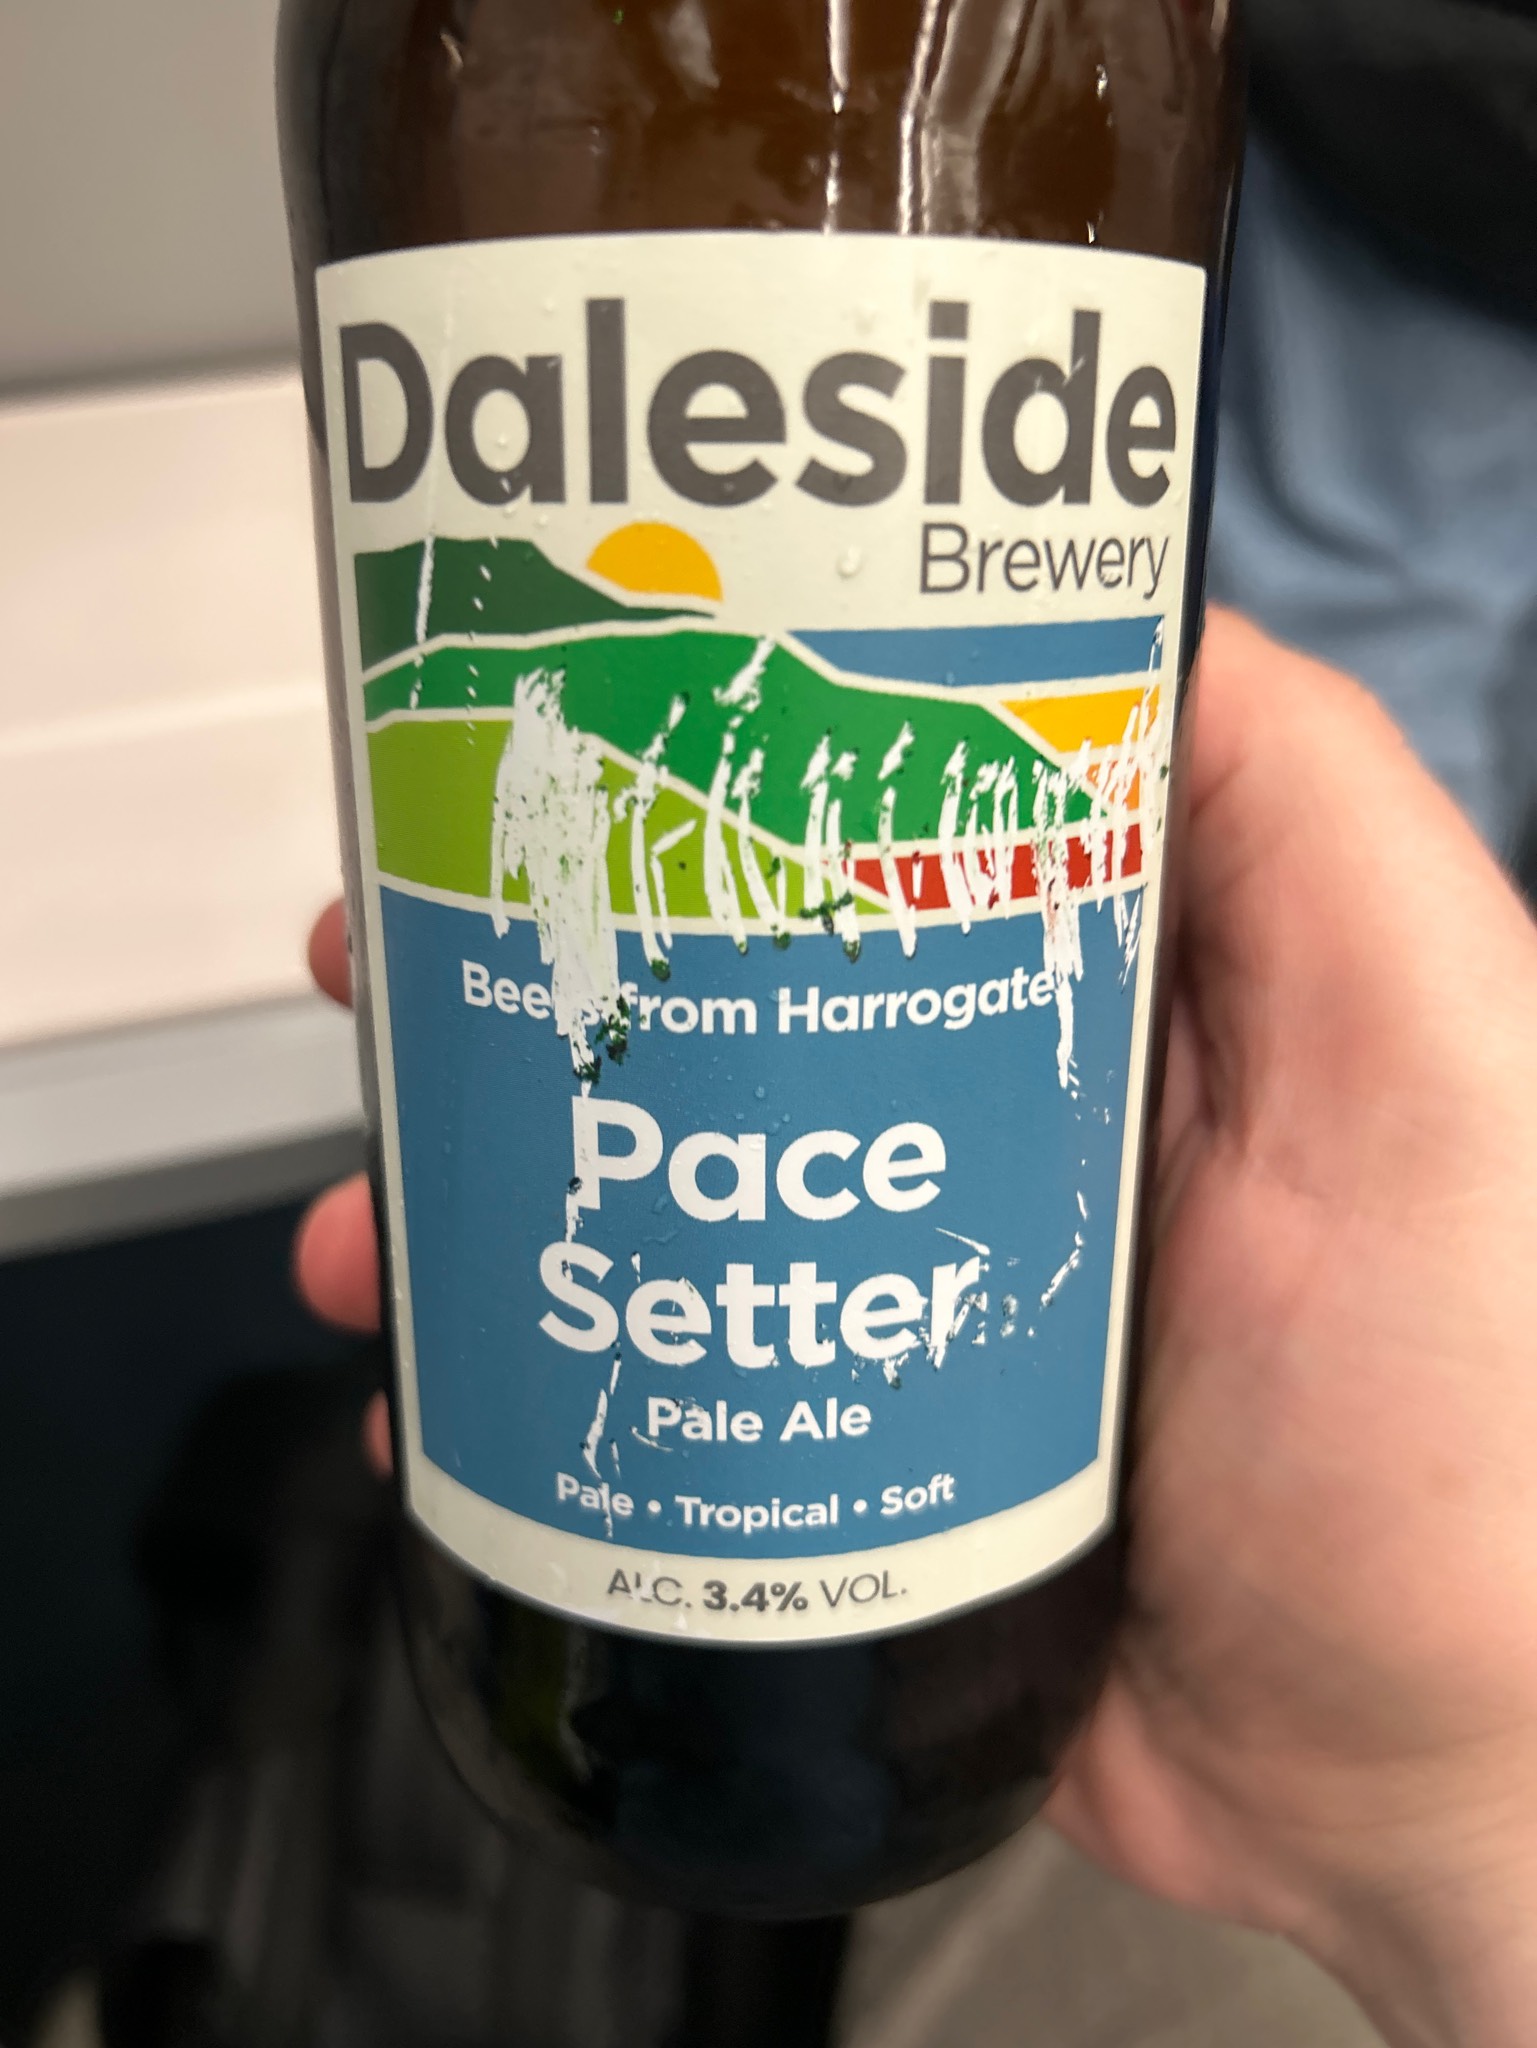 Daleside
Brewery
Beers from Harrogate
Pace
Setter
Pale Ale
Pale • Tropical • Soft
ALC. 3.4% VOL.